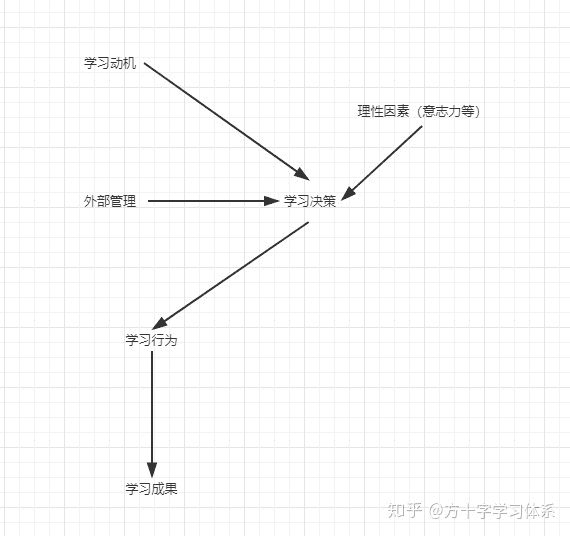 学习动机
理性因素（意志力等）
外部管理
学习决策
学习行为
学习成果
知乎 @方十字学习体系